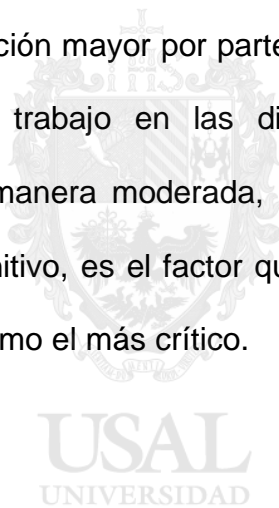 ción mayor por parte
trabajo en las di
manera moderada,
nitivo, es el factor qu
mo el más crítico.
USAL
UNIVERSIDAD